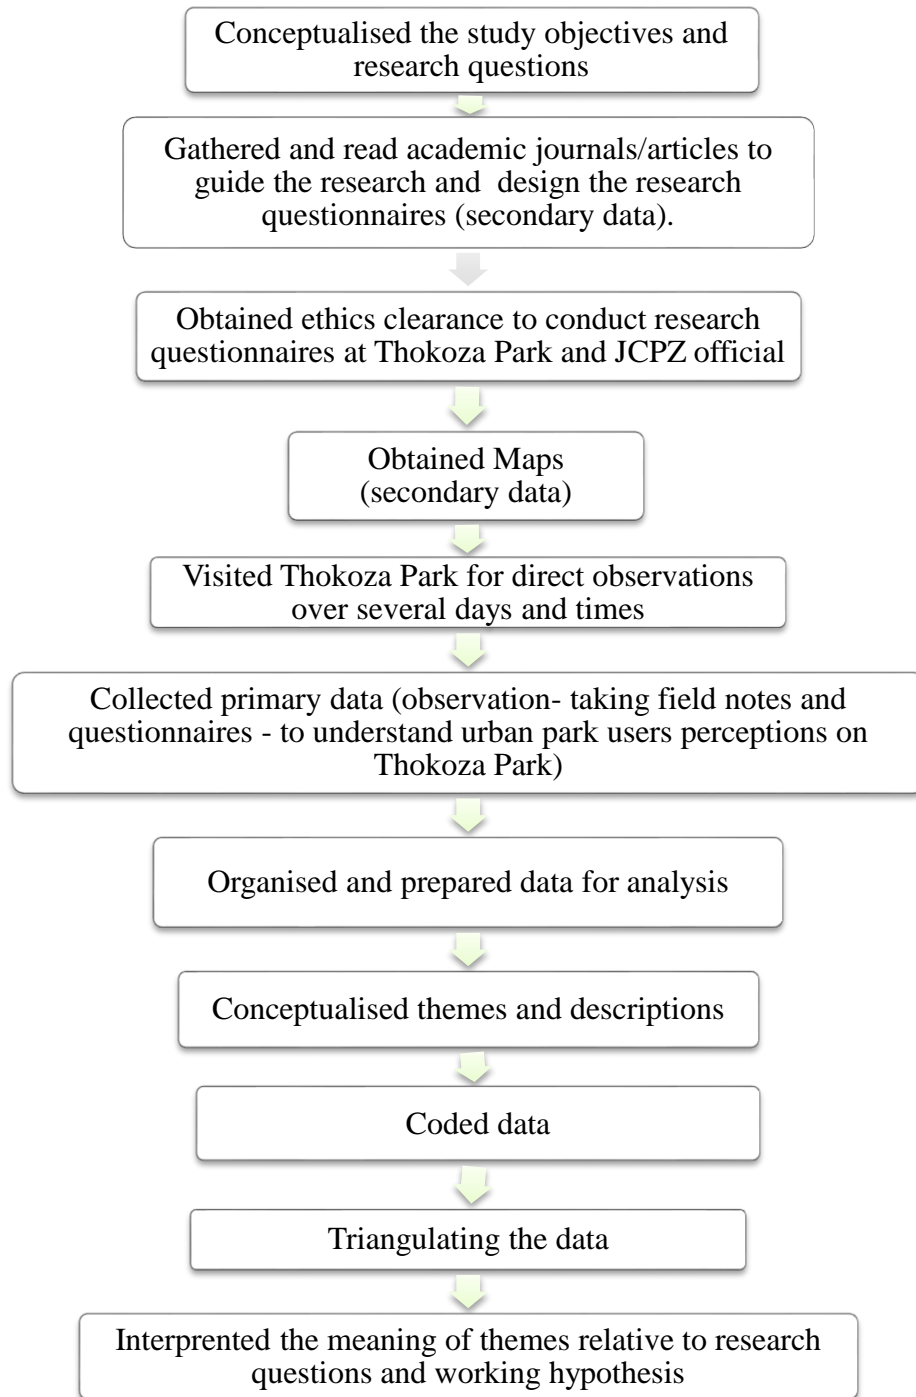 Conceptualised the study objectives and
research questions
Gathered and read academic journals/articles to
guide the research and  design the research
questionnaires (secondary data).
Obtained ethics clearance to conduct research
questionnaires at Thokoza Park and JCPZ official
Obtained Maps
(secondary data)
Visited Thokoza Park for direct observations
over several days and times
Collected primary data (observation- taking field notes and
questionnaires - to understand urban park users perceptions on
Thokoza Park)
Organised and prepared data for analysis
Conceptualised themes and descriptions
Coded data
Triangulating the data
Interprented the meaning of themes relative to research
questions and working hypothesis